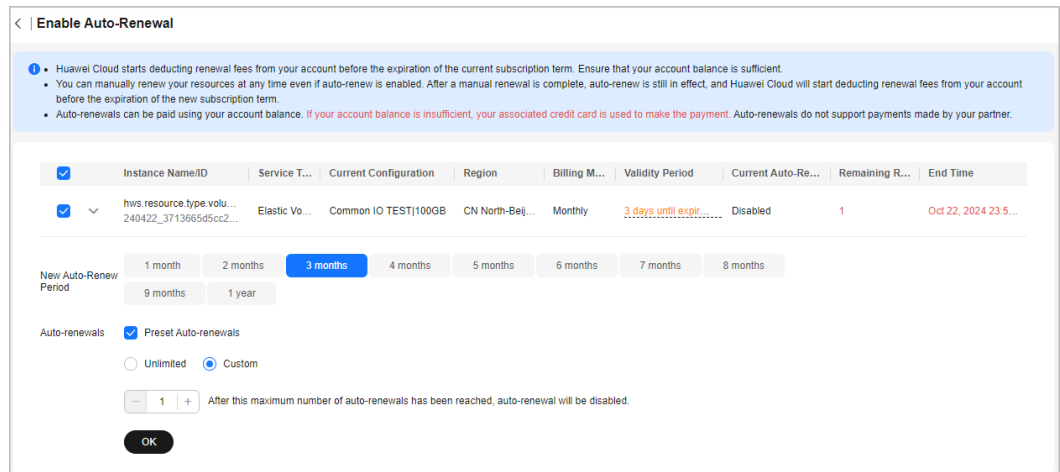 Enable Auto-Renewal
• Huawei Cloud starts deducting renewal fees from your account before the expiration of the current subscription term. Ensure that your account balance is sufficient.
• You can manually renew your resources at any time even if auto-renew is enabled. After a manual renewal is complete, auto-renew is still in effect, and Huawei Cloud will start deducting renewal fees from your account
before the expiration of the new subscription term.
• Auto-renewals can be paid using your account balance. If your account balance is insufficient, your associated credit card is used to make the payment. Auto-renewals do not support payments made by your partner.
Instance Name/ID Service T... Current Configuration Region Billing M... Validity Period Current Auto-Re... Remaining R... End Time
hws.resource.type.volu...
240422_3713665d5cc2... Elastic Vo... Common IO TEST|100GB CN North-Beij... Monthly 3 days until expir... Disabled 1 Oct 22, 2024 23:5...
New Auto-Renew
Period
1 month 2 months 3 months 4 months 5 months 6 months 7 months 8 months
9 months 1 year
Auto-renewals Preset Auto-renewals
Unlimited Custom
− 1 + After this maximum number of auto-renewals has been reached, auto-renewal will be disabled.
OK